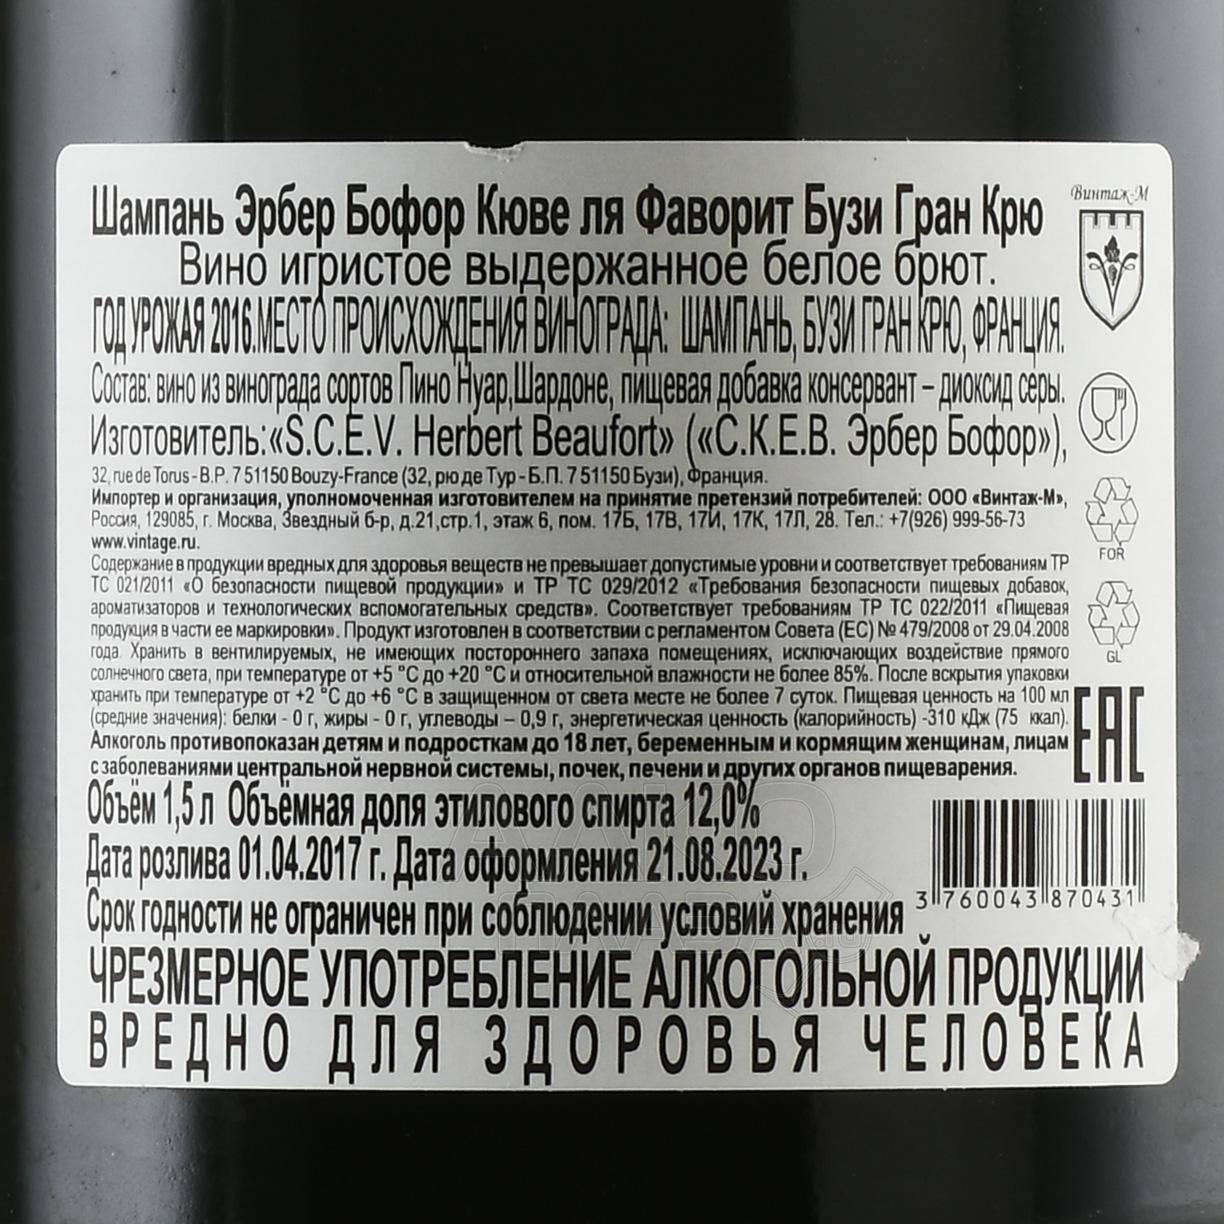 Шампань Эрбер Бофор Кюве ля Фаворит Бузи Гран Крю
Винтаж-М
Вино игристое выдержанное белое брют.
ГОД УРОЖАЯ 2016.МЕСТО ПРОИСХОЖДЕНИЯ ВИНОГРАДА: ШАМПАНЬ, БУЗИ ГРАН КРЮ, ФРАНЦИЯ.
Состав: вино из винограда сортов Пино Нуар,Шардоне, пищевая добавка консервант – диоксид серы.
Изготовитель:«S.C.E.V. Herbert Beaufort» («С.К.Е.В. Эрбер Бофор»),
32, rue de Torus - B.P. 7 51150 Bouzy-France (32, рю де Тур - Б.П. 7 51150 Бузи), Франция.
Импортер и организация, уполномоченная изготовителем на принятие претензий потребителей: ООО «Винтаж-М»,
Россия, 129085, г. Москва, Звездный б-р, д.21,стр.1, этаж 6, пом. 17Б, 17В, 17И, 17К, 17Л, 28. Тел.: +7(926) 999-56-73
www.vintage.ru.
FOR
Содержание в продукции вредных для здоровья веществ не превышает допустимые уровни и соответствует требованиям ТР
ТС 021/2011 «О безопасности пищевой продукции» и ТР ТС 029/2012 «Требования безопасности пищевых добавок,
ароматизаторов и технологических вспомогательных средств». Соответствует требованиям ТР ТС 022/2011 «Пищевая
продукция в части ее маркировки». Продукт изготовлен в соответствии с регламентом Совета (ЕС) № 479/2008 от 29.04.2008
года. Хранить в вентилируемых, не имеющих постороннего запаха помещениях, исключающих воздействие прямого
GL
солнечного света, при температуре от +5 °С до +20 °С и относительной влажности не более 85%. После вскрытия упаковки
хранить при температуре от +2 °С до +6 °С в защищенном от света месте не более 7 суток. Пищевая ценность на 100 мл
(средние значения): белки - 0 г, жиры - 0 г, углеводы – 0,9 г, энергетическая ценность (калорийность) -310 кДж (75 ккал).
Алкоголь противопоказан детям и подросткам до 18 лет, беременным и кормящим женщинам, лицам
с заболеваниями центральной нервной системы, почек, печени и других органов пищеварения.
ЕАС
Объём 1,5 л Объёмная доля этилового спирта 12,0%
Дата розлива 01.04.2017 г. Дата оформления 21.08.2023 г.
3 760043 870431
Срок годности не ограничен при соблюдении условий хранения
ЧРЕЗМЕРНОЕ УПОТРЕБЛЕНИЕ АЛКОГОЛЬНОЙ ПРОДУКЦИИ
ВРЕДНО ДЛЯ ЗДОРОВЬЯ ЧЕЛОВЕКА